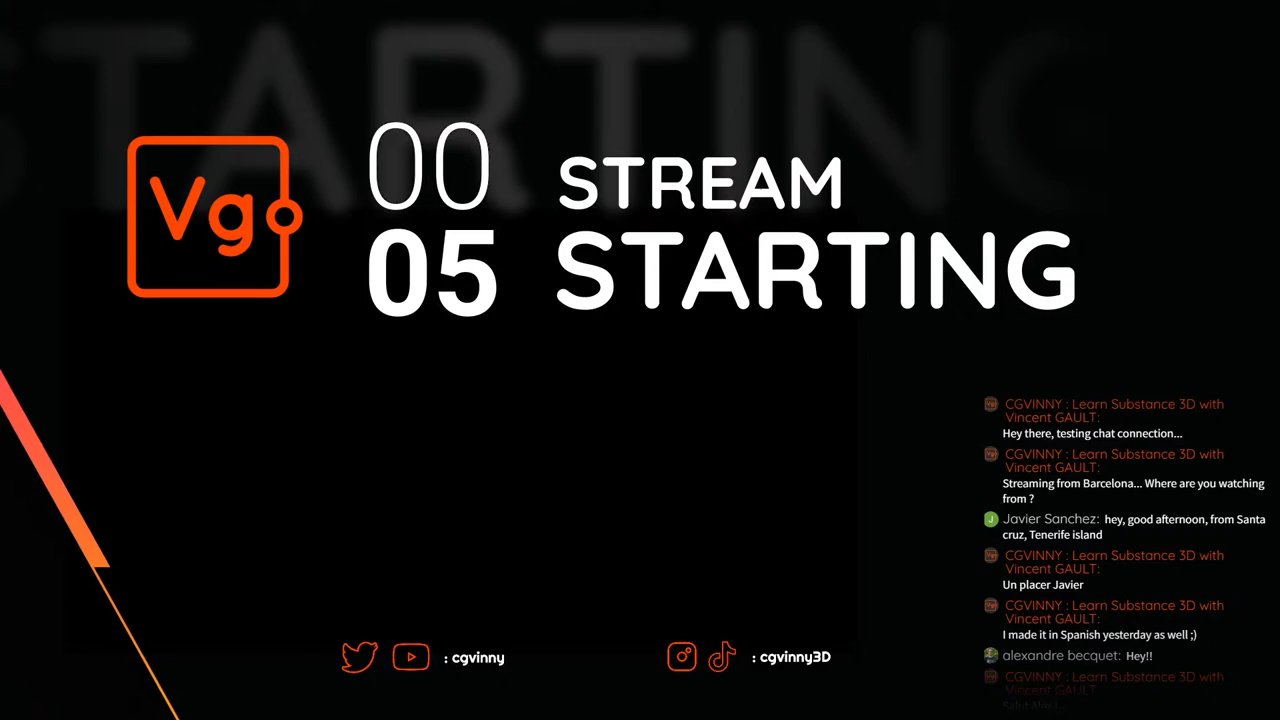 STARTING
Vg
00
05
STREAM
STARTING
CGVINNY : Learn Substance 3D with
Vincent GAULT:
Hey there, testing chat connection...
CGVINNY : Learn Substance 3D with
Vincent GAULT:
Streaming from Barcelona... Where are you watching
from ?
J Javier Sanchez: hey, good afternoon, from Santa
cruz, Tenerife island
CGVINNY : Learn Substance 3D with
Vincent GAULT:
Un placer Javier
CGVINNY : Learn Substance 3D with
Vincent GAULT:
I made it in Spanish yesterday as well ;)
alexandre becquet: Hey!!
CGVINNY : Learn Substance 3D with
Vincent GAULT
: cgvinny
: cgvinny3D